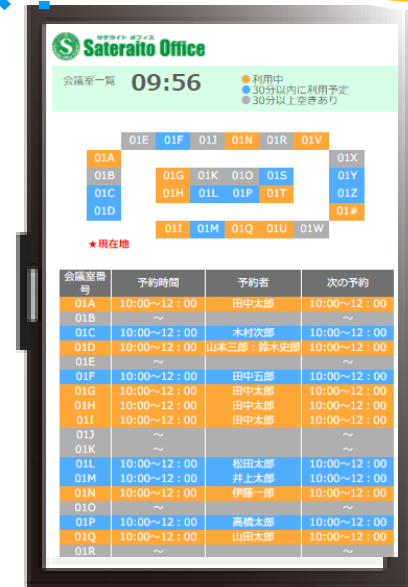 サテライト オフィス
Sateraito Office
会議室一覧 09:56
●利用中
●30分以内に利用予定
●30分以上空きあり
01E 01F 01J 01N 01R 01V
01A 01X
01B 01G 01K 01O 01S 01Y
01C 01H 01L 01P 01T 01Z
01D 01#
01I 01M 01Q 01U 01W
★現在地
会議室番号 予約時間 予約者 次の予約
01A 10:00～12：00 田中太郎 10:00～12：00
01B ～ ～
01C 10:00～12：00 木村次郎 10:00～12：00
01D 10:00～12：00 山本三郎：鈴木史郎 10:00～12：00
01E ～ ～
01F 10:00～12：00 田中五郎 10:00～12：00
01G 10:00～12：00 田中太郎 10:00～12：00
01H 10:00～12：00 田中太郎 10:00～12：00
01I 10:00～12：00 田中太郎 10:00～12：00
01J ～ ～
01K ～ ～
01L 10:00～12：00 松田太郎 10:00～12：00
01M 10:00～12：00 井上太郎 10:00～12：00
01N 10:00～12：00 伊藤一郎 10:00～12：00
01O ～ ～
01P 10:00～12：00 高橋太郎 10:00～12：00
01Q 10:00～12：00 山田太郎 10:00～12：00
01R ～ ～